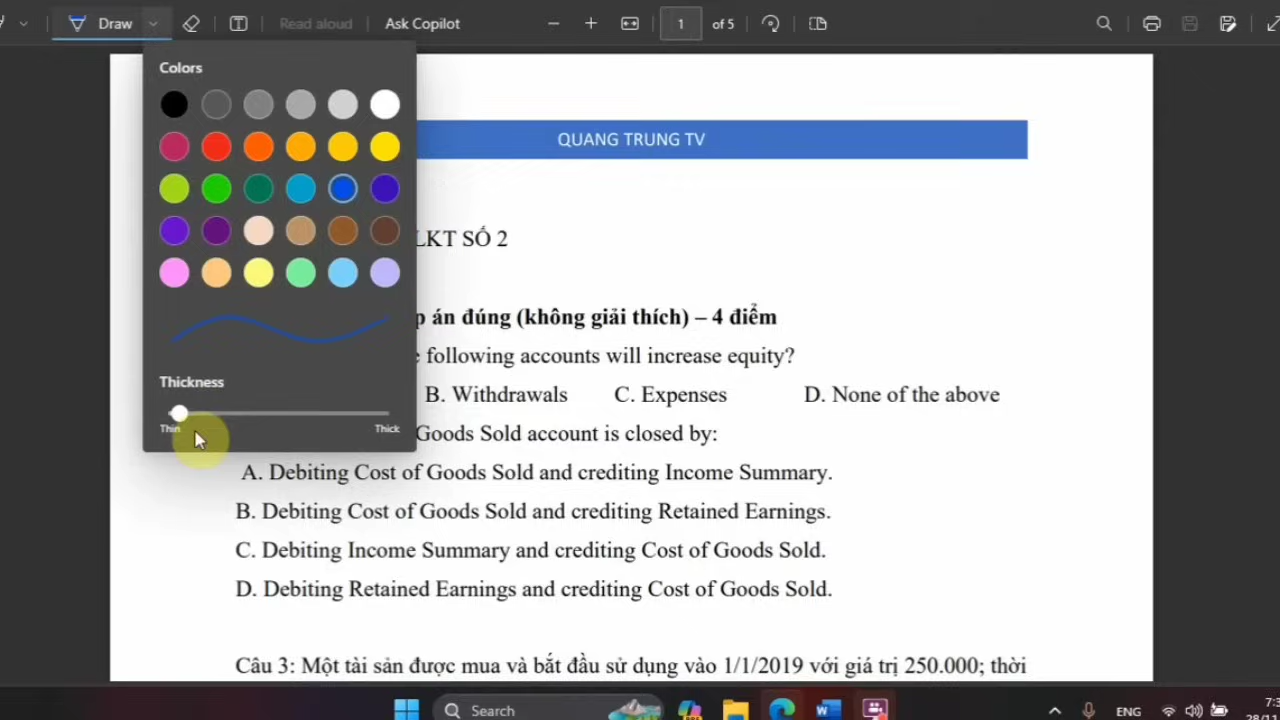 Draw
Read aloud
Ask Copilot
1
of 5
Colors
Thickness
Thin
Thick
QUANG TRUNG TV
LKT SỐ 2
án đúng (không giải thích) – 4 điểm
following accounts will increase equity?
B. Withdrawals C. Expenses D. None of the above
Goods Sold account is closed by:
A. Debiting Cost of Goods Sold and crediting Income Summary.
B. Debiting Cost of Goods Sold and crediting Retained Earnings.
C. Debiting Income Summary and crediting Cost of Goods Sold.
D. Debiting Retained Earnings and crediting Cost of Goods Sold.
Câu 3: Một tài sản được mua và bắt đầu sử dụng vào 1/1/2019 với giá trị 250.000; thời
Search
ENG